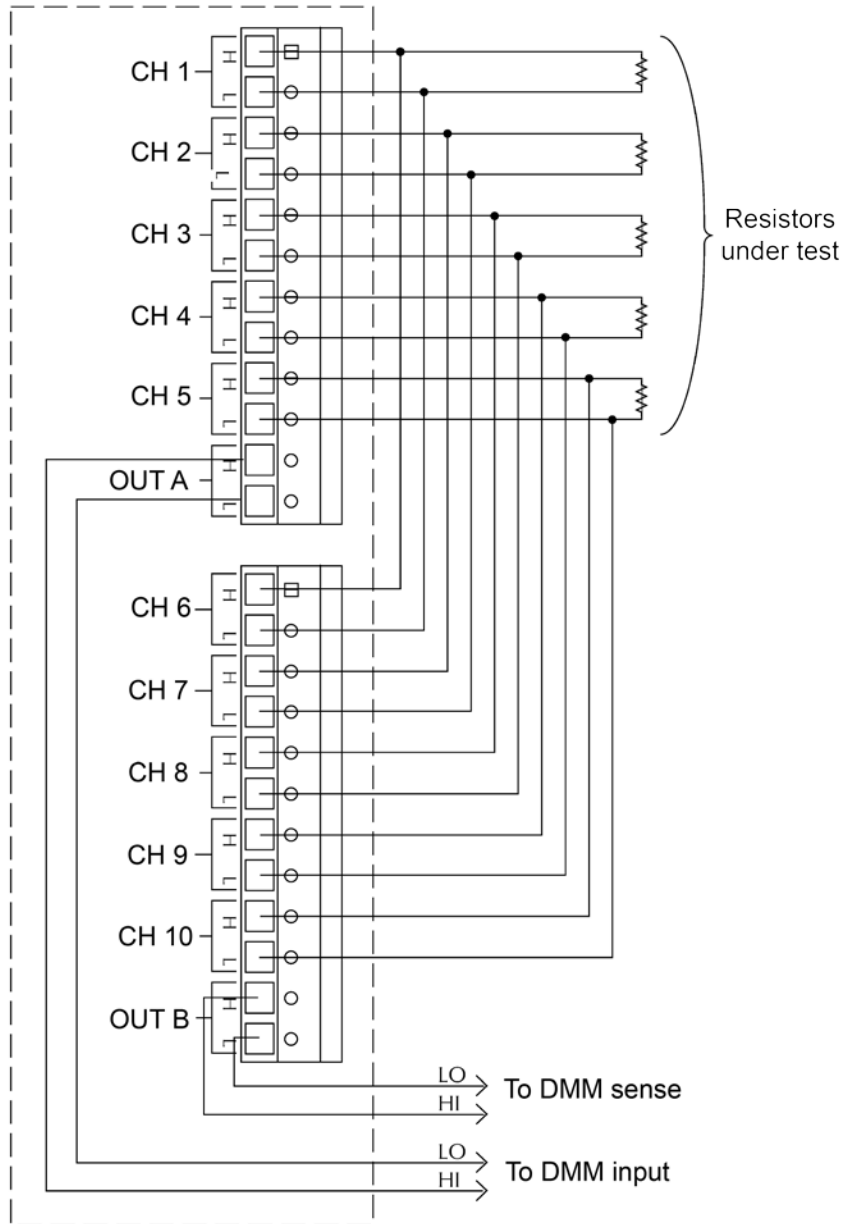 CH 1
H
L
CH 2
H
L
CH 3
H
L
CH 4
H
L
CH 5
H
L
OUT A
H
L
Resistors
under test
CH 6
H
L
CH 7
H
L
CH 8
H
L
CH 9
H
L
CH 10
H
L
OUT B
H
L
LO
HI
To DMM sense
LO
HI
To DMM input